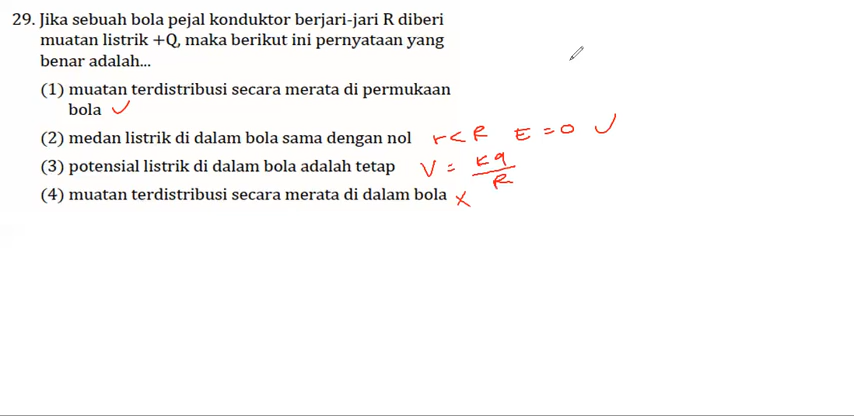 29. Jika sebuah bola pejal konduktor berjari-jari R diberi
muatan listrik +Q, maka berikut ini pernyataan yang
benar adalah...
(1) muatan terdistribusi secara merata di permukaan
bola ✓
(2) medan listrik di dalam bola sama dengan nol r < R E = 0 ✓
(3) potensial listrik di dalam bola adalah tetap V = kq/R
(4) muatan terdistribusi secara merata di dalam bola x